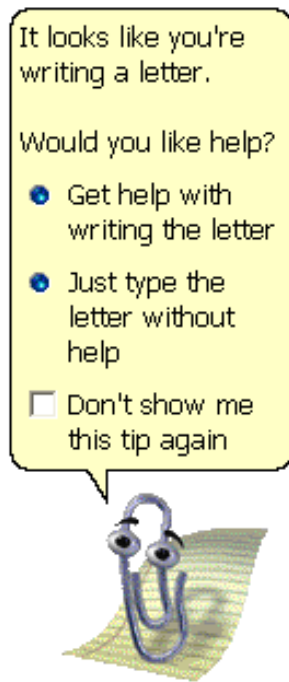 It looks like you're
writing a letter.
Would you like help?
Get help with
writing the letter
Just type the
letter without
help
Don't show me
this tip again